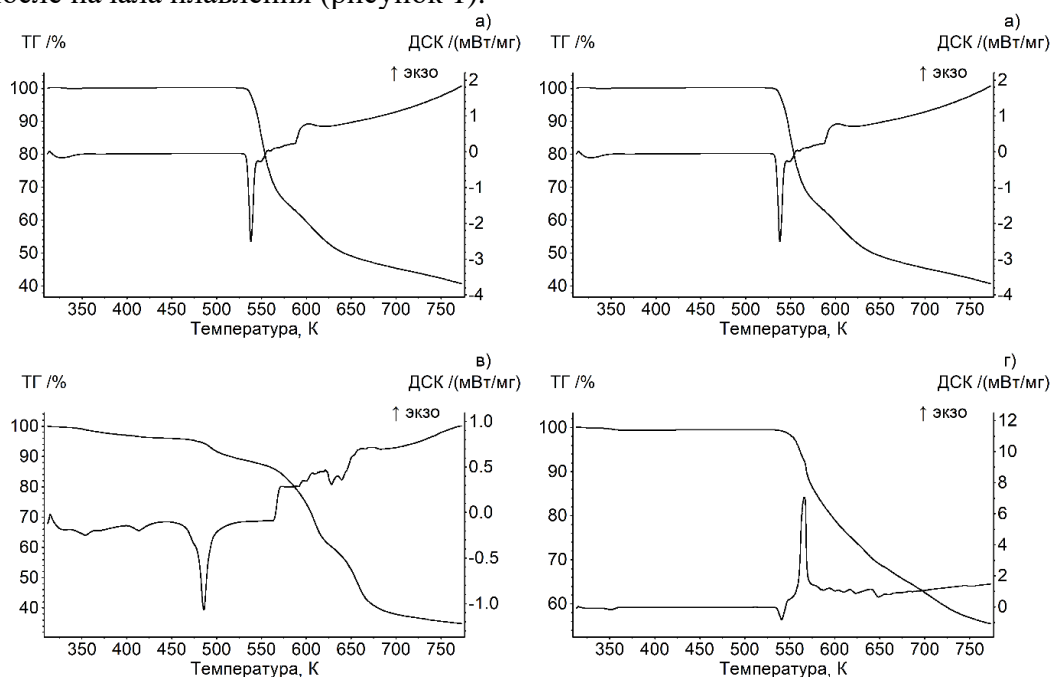 после начала плавления (рисунок 1).
а)
ТГ /%
ДСК /(мВт/мг)
↑ экзо
100
90
80
70
60
50
40
2
1
0
-1
-2
-3
-4
350 400 450 500 550 600 650 700 750
Температура, К
а)
ТГ /%
ДСК /(мВт/мг)
↑ экзо
100
90
80
70
60
50
40
2
1
0
-1
-2
-3
-4
350 400 450 500 550 600 650 700 750
Температура, К
в)
ТГ /%
ДСК /(мВт/мг)
↑ экзо
100
90
80
70
60
50
40
1.0
0.5
0.0
-0.5
-1.0
350 400 450 500 550 600 650 700 750
Температура, К
г)
ТГ /%
ДСК /(мВт/мг)
↑ экзо
100
90
80
70
60
12
10
8
6
4
2
0
350 400 450 500 550 600 650 700 750
Температура, К